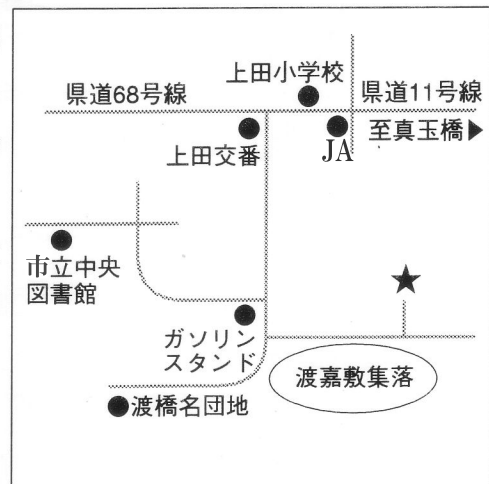 上田小学校
県道68号線
県道11号線
至真玉橋▶
JA
上田交番
市立中央
図書館
ガソリン
スタンド
渡嘉敷集落
渡橋名団地